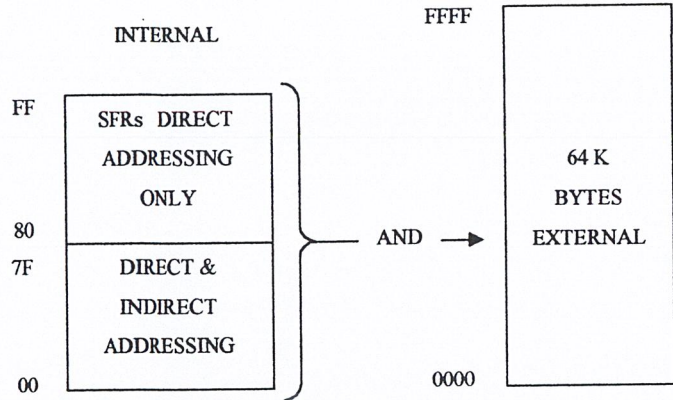 INTERNAL
FF
SFRs DIRECT
ADDRESSING
ONLY
80
7F
DIRECT &
INDIRECT
ADDRESSING
00
AND
FFFF
64 K
BYTES
EXTERNAL
0000